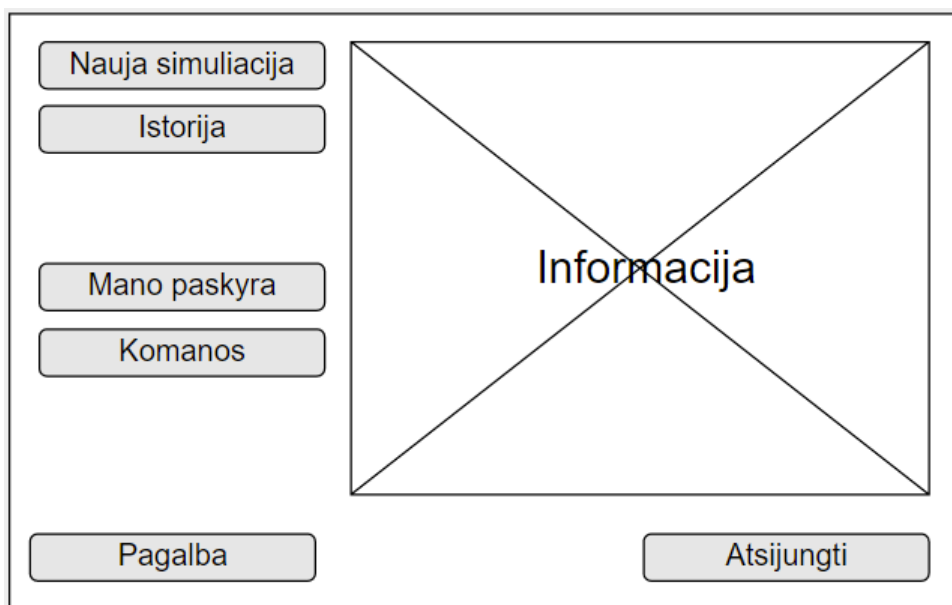 Nauja simuliacija
Istorija
Informacija
Mano paskyra
Komanos
Pagalba
Atsijungti